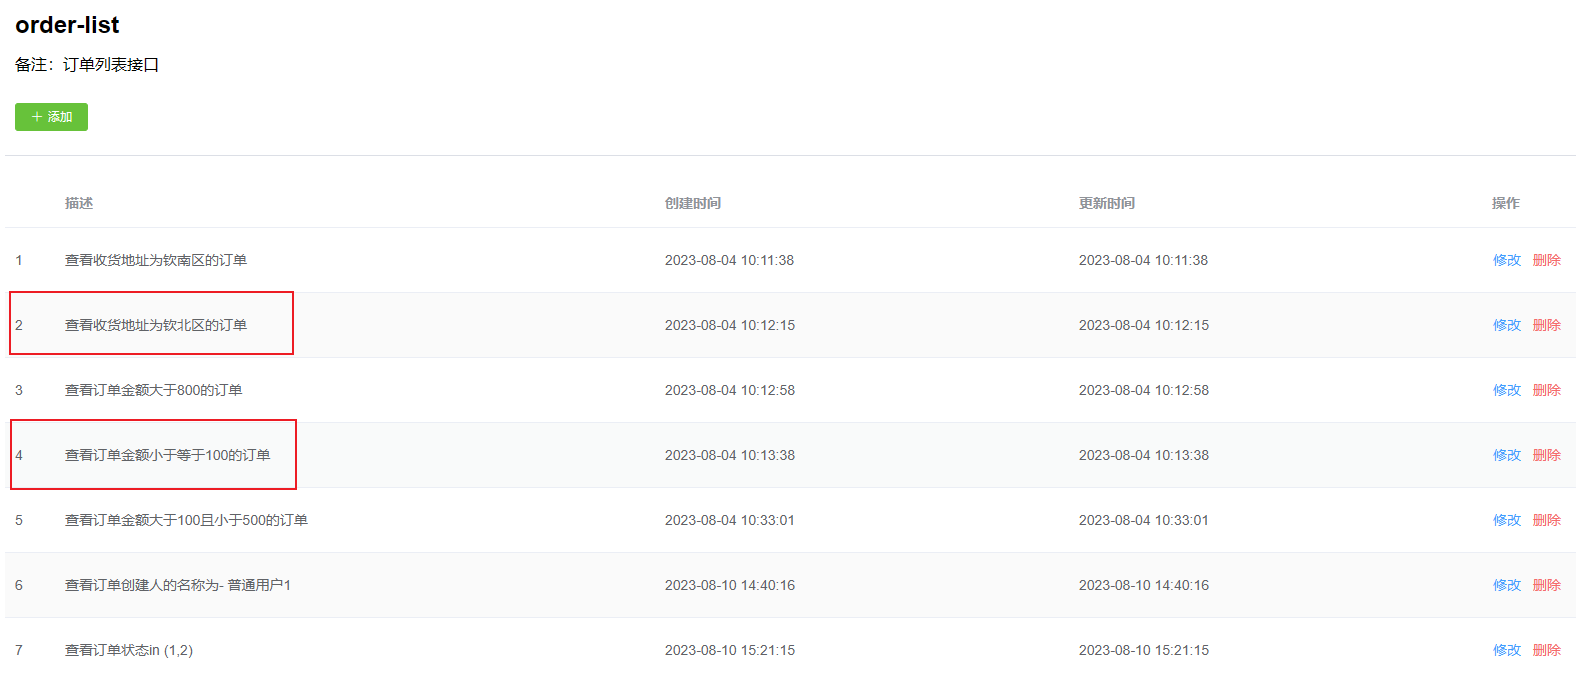 order-list
备注：订单列表接口
＋ 添加
描述 创建时间 更新时间 操作
1 查看收货地址为钦南区的订单 2023-08-04 10:11:38 2023-08-04 10:11:38 修改 删除
2 查看收货地址为钦北区的订单 2023-08-04 10:12:15 2023-08-04 10:12:15 修改 删除
3 查看订单金额大于800的订单 2023-08-04 10:12:58 2023-08-04 10:12:58 修改 删除
4 查看订单金额小于等于100的订单 2023-08-04 10:13:38 2023-08-04 10:13:38 修改 删除
5 查看订单金额大于100且小于500的订单 2023-08-04 10:33:01 2023-08-04 10:33:01 修改 删除
6 查看订单创建人的名称为- 普通用户1 2023-08-10 14:40:16 2023-08-10 14:40:16 修改 删除
7 查看订单状态in (1,2) 2023-08-10 15:21:15 2023-08-10 15:21:15 修改 删除